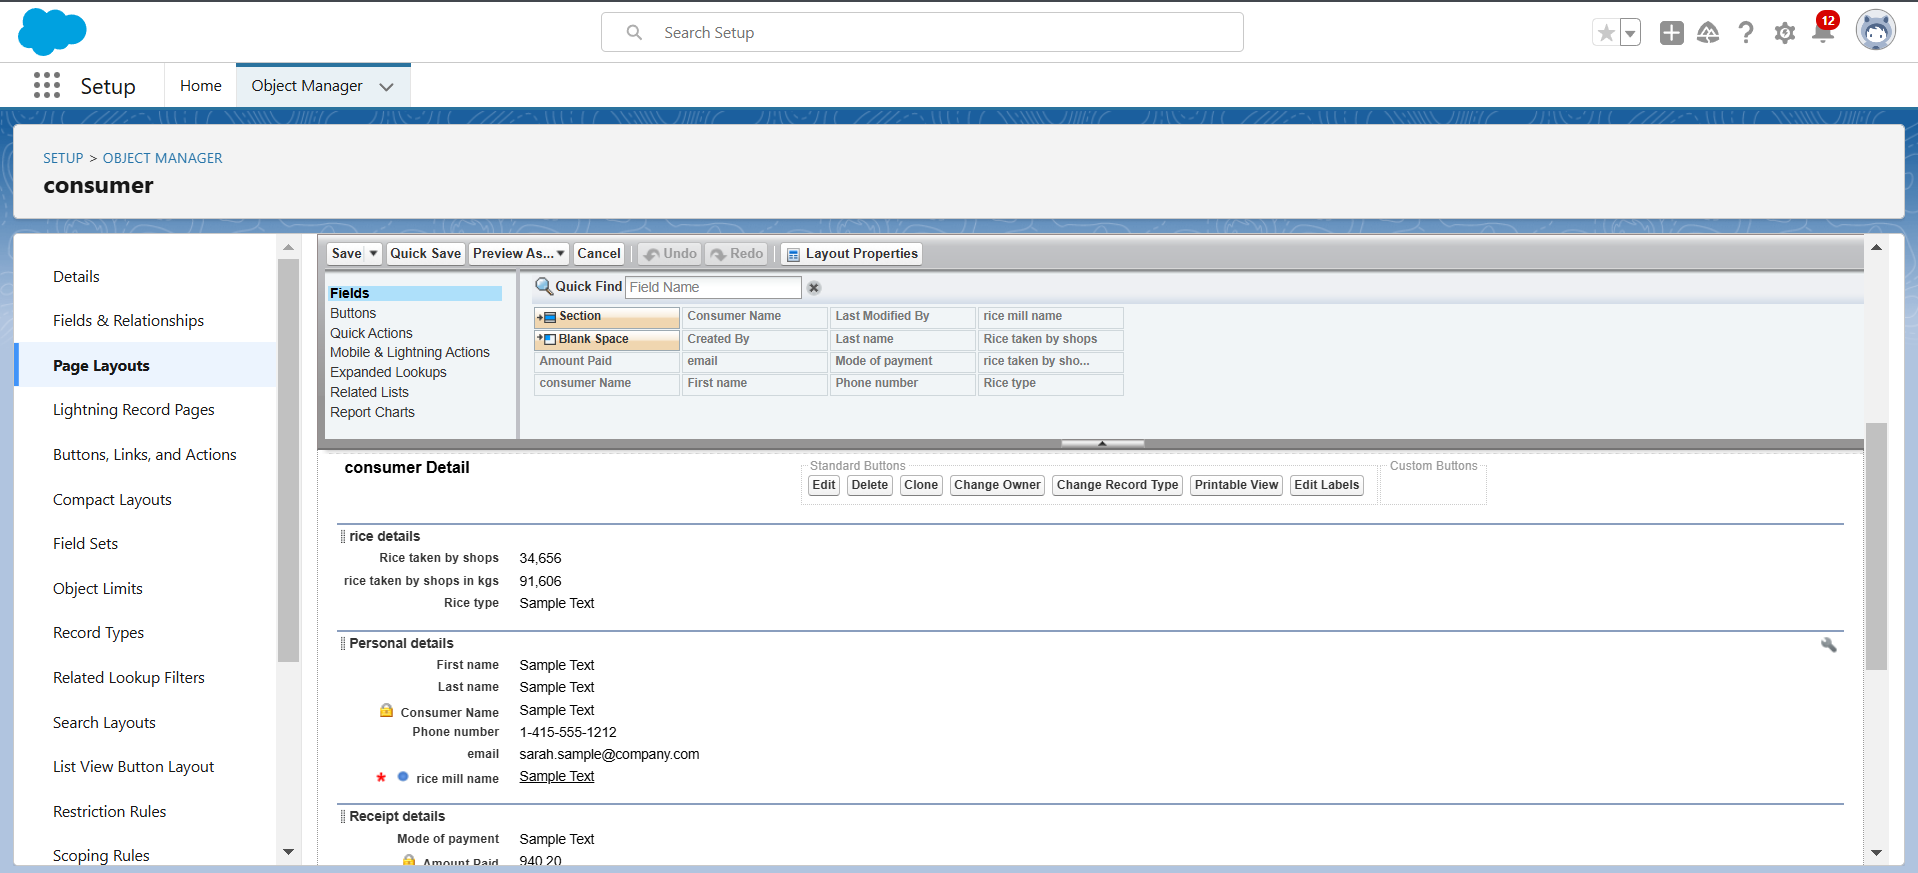 Search Setup
12
Setup
Home
Object Manager
SETUP > OBJECT MANAGER
consumer
Details
Fields & Relationships
Page Layouts
Lightning Record Pages
Buttons, Links, and Actions
Compact Layouts
Field Sets
Object Limits
Record Types
Related Lookup Filters
Search Layouts
List View Button Layout
Restriction Rules
Scoping Rules
Save Quick Save Preview As... Cancel Undo Redo Layout Properties
Fields
Buttons
Quick Actions
Mobile & Lightning Actions
Expanded Lookups
Related Lists
Report Charts
Quick Find Field Name
Section Consumer Name Last Modified By rice mill name
Blank Space Created By Last name Rice taken by shops
Amount Paid email Mode of payment rice taken by sho...
consumer Name First name Phone number Rice type
consumer Detail
Standard Buttons Custom Buttons
Edit Delete Clone Change Owner Change Record Type Printable View Edit Labels
rice details
Rice taken by shops 34,656
rice taken by shops in kgs 91,606
Rice type Sample Text
Personal details
First name Sample Text
Last name Sample Text
Consumer Name Sample Text
Phone number 1-415-555-1212
email sarah.sample@company.com
* rice mill name Sample Text
Receipt details
Mode of payment Sample Text
Amount Paid 940.20